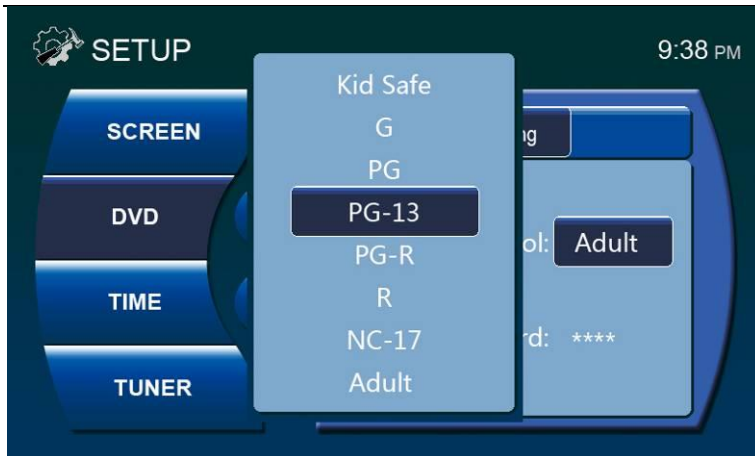 SETUP
9:38 PM
SCREEN
DVD
TIME
TUNER
Kid Safe
G
PG
PG-13
PG-R
R
NC-17
Adult
ng
ol: Adult
rd: ****